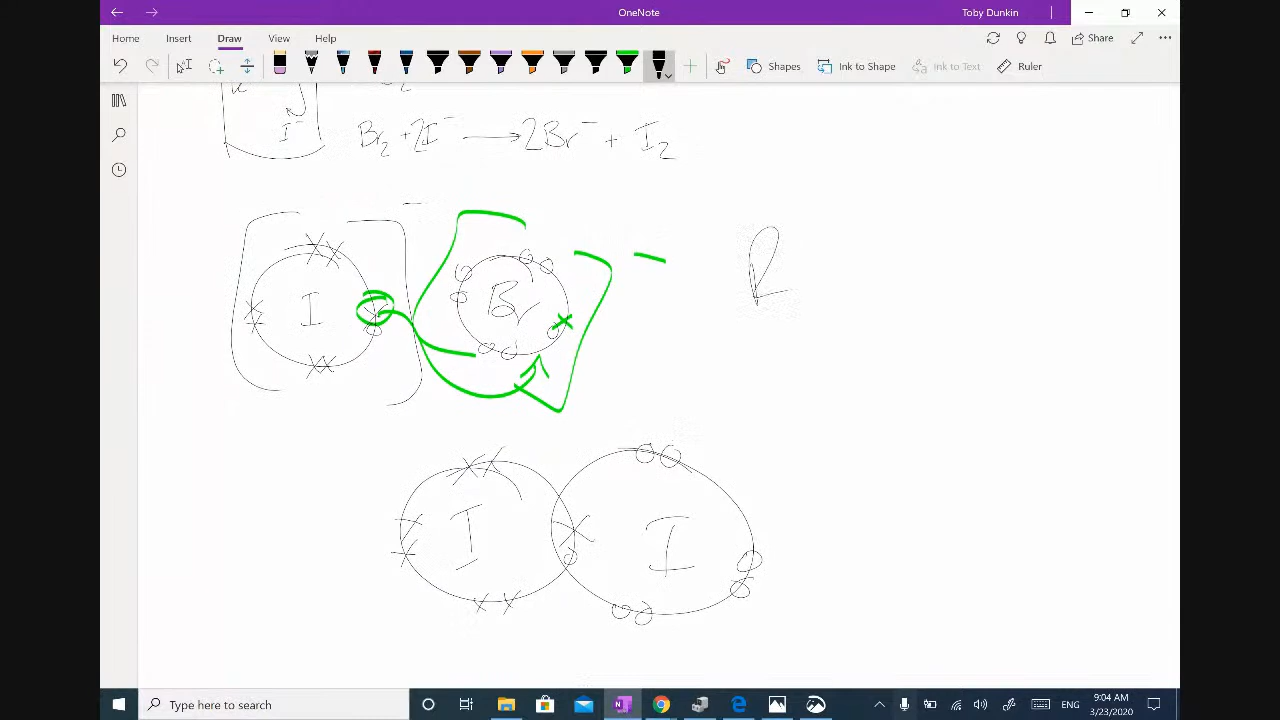 OneNote
Toby Dunkin
Home Insert Draw View Help
Share
Shapes Ink to Shape Ink to Text Ruler
I⁻ Br₂ + 2I⁻ → 2Br⁻ + I₂
I Br
I I
Type here to search
ENG
9:04 AM
3/23/2020